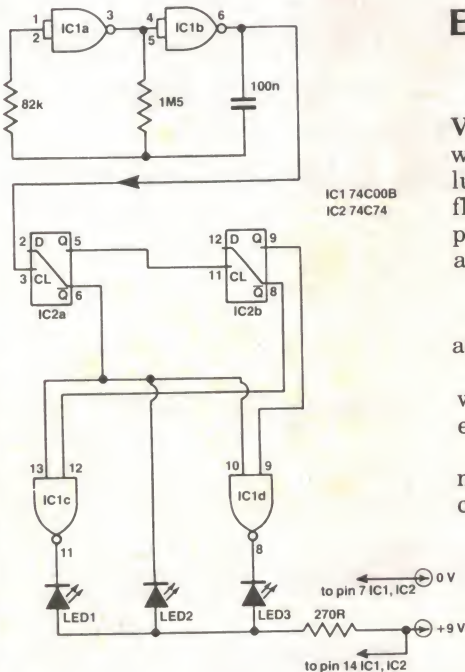 E
1
2
IC1a
3
4
5
IC1b
6
82k
1M5
100n
V
w
lu
fl
p
a
IC1 74C00B
IC2 74C74
2
D
Q
5
3
CL
Q
6
IC2a
12
D
Q
9
11
CL
Q
8
IC2b
a
v
e
n
c
13
12
IC1c
11
10
9
IC1d
8
LED1
LED2
LED3
270R
to pin 7 IC1, IC2
0 V
+9 V
to pin 14 IC1, IC2